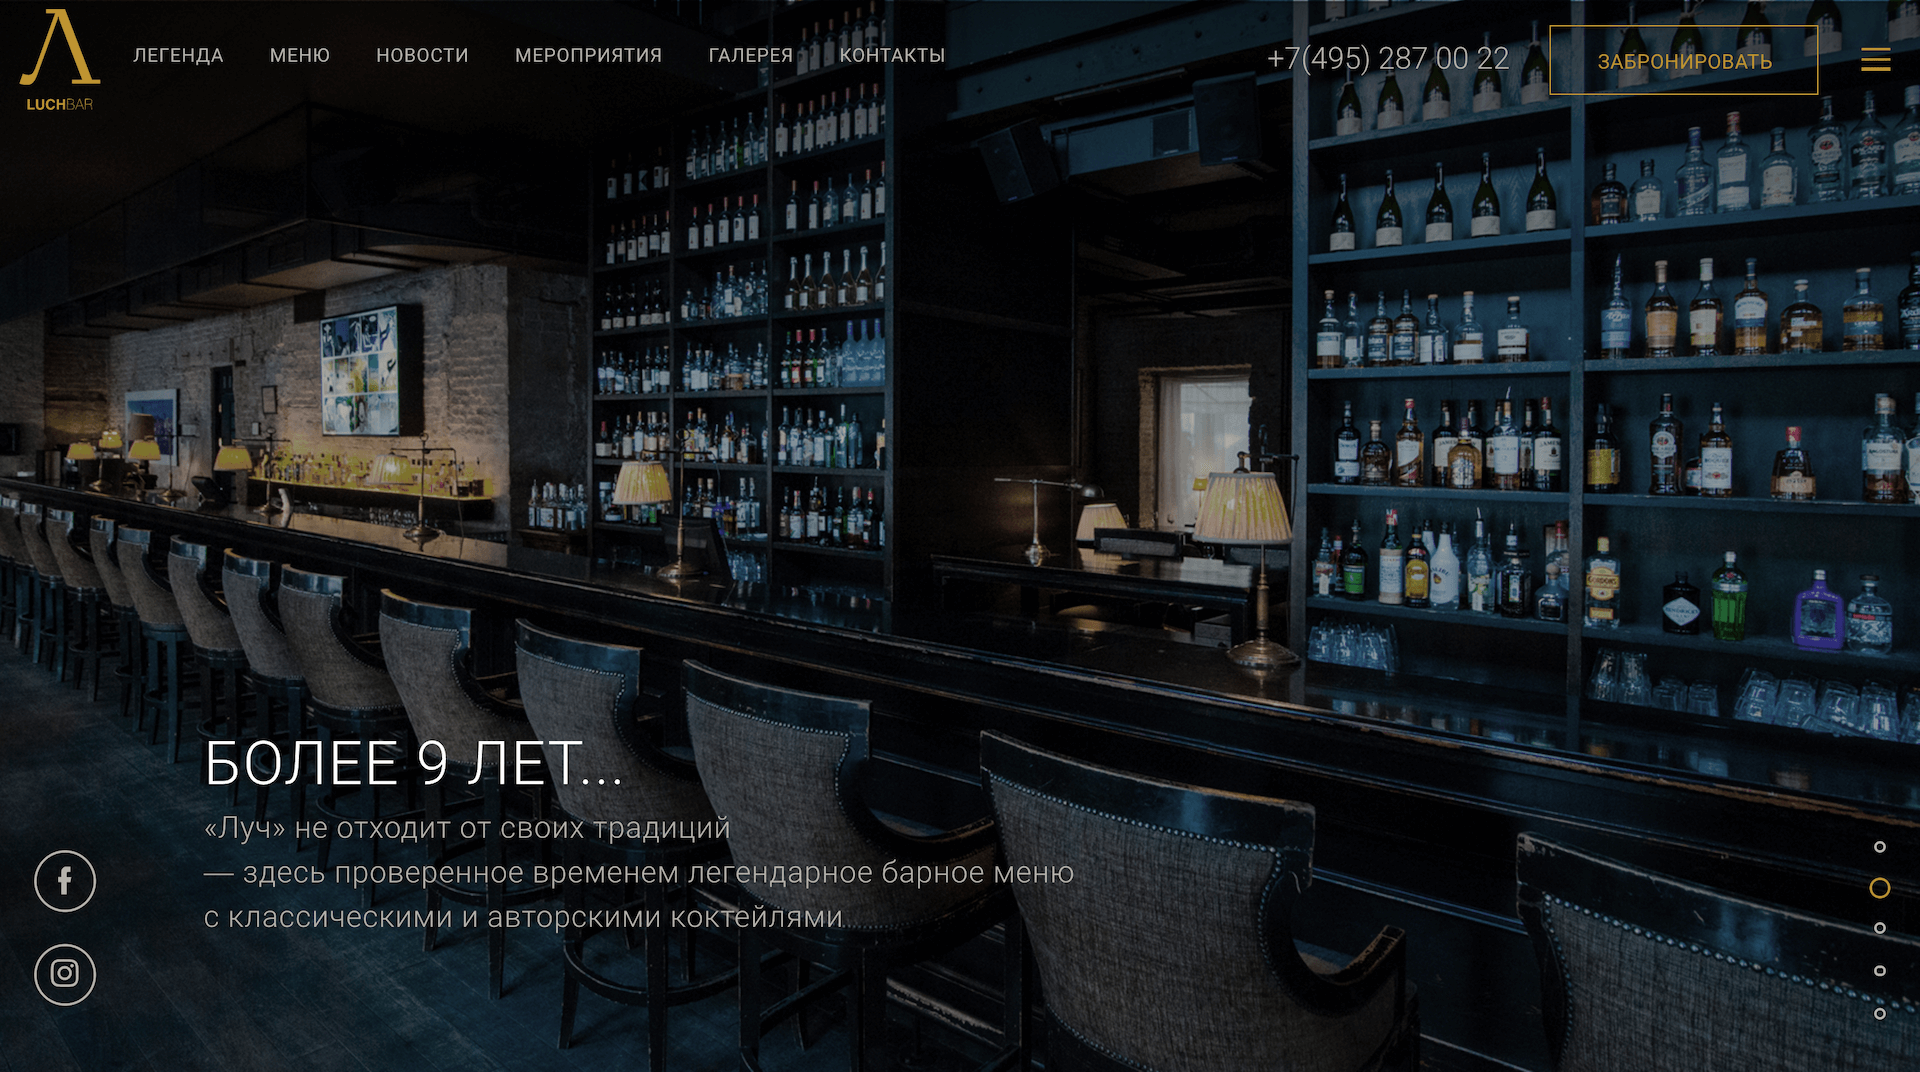 ЛЕГЕНДА
МЕНЮ
НОВОСТИ
МЕРОПРИЯТИЯ
ГАЛЕРЕЯ
КОНТАКТЫ
+7(495) 287 00 22
ЗАБРОНИРОВАТЬ
LUCHBAR
БОЛЕЕ 9 ЛЕТ...
«Луч» не отходит от своих традиций
— здесь проверенное временем легендарное барное меню
с классическими и авторскими коктейлями